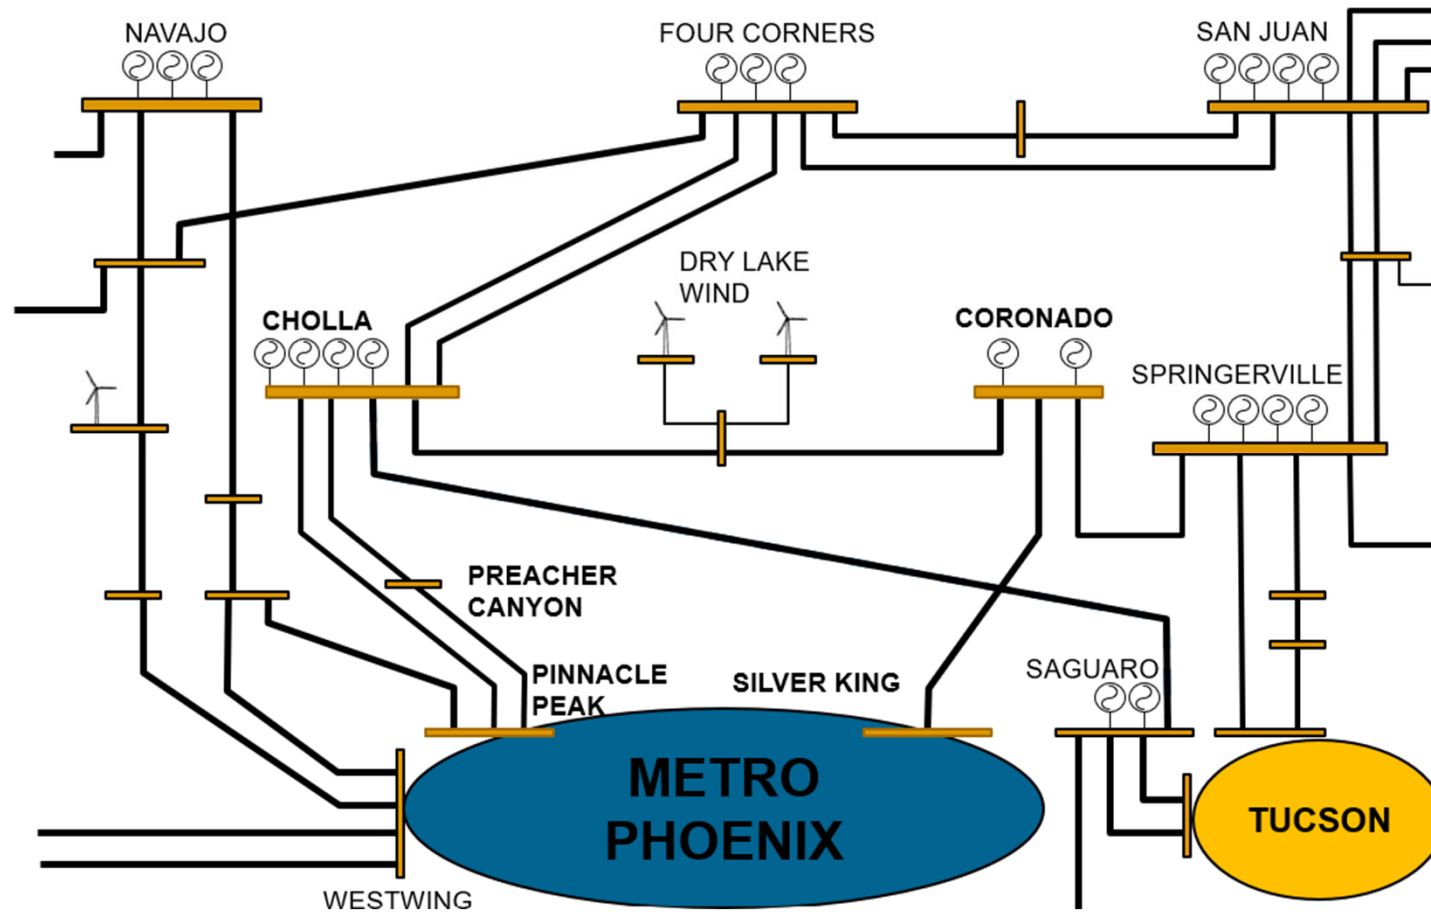 NAVAJO
FOUR CORNERS
SAN JUAN
DRY LAKE
WIND
CHOLLA
CORONADO
SPRINGERVILLE
PREACHER
CANYON
PINNACLE
PEAK
SILVER KING
SAGUARO
METRO
PHOENIX
TUCSON
WESTWING